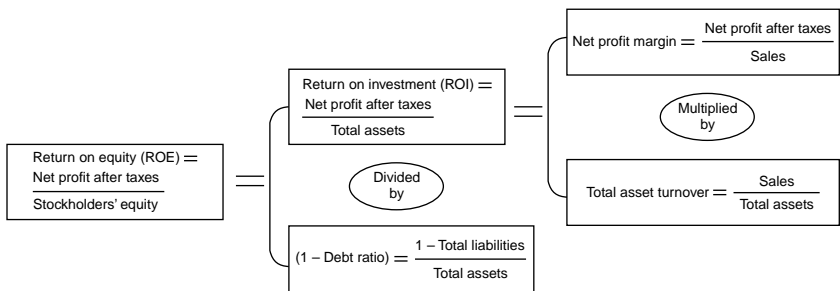 Return on equity (ROE) =
Net profit after taxes
Stockholders' equity
=
Return on investment (ROI) =
Net profit after taxes
Total assets
Divided
by
(1 – Debt ratio) = 1 – Total liabilities
Total assets
=
Net profit margin = Net profit after taxes
Sales
Multiplied
by
Total asset turnover = Sales
Total assets